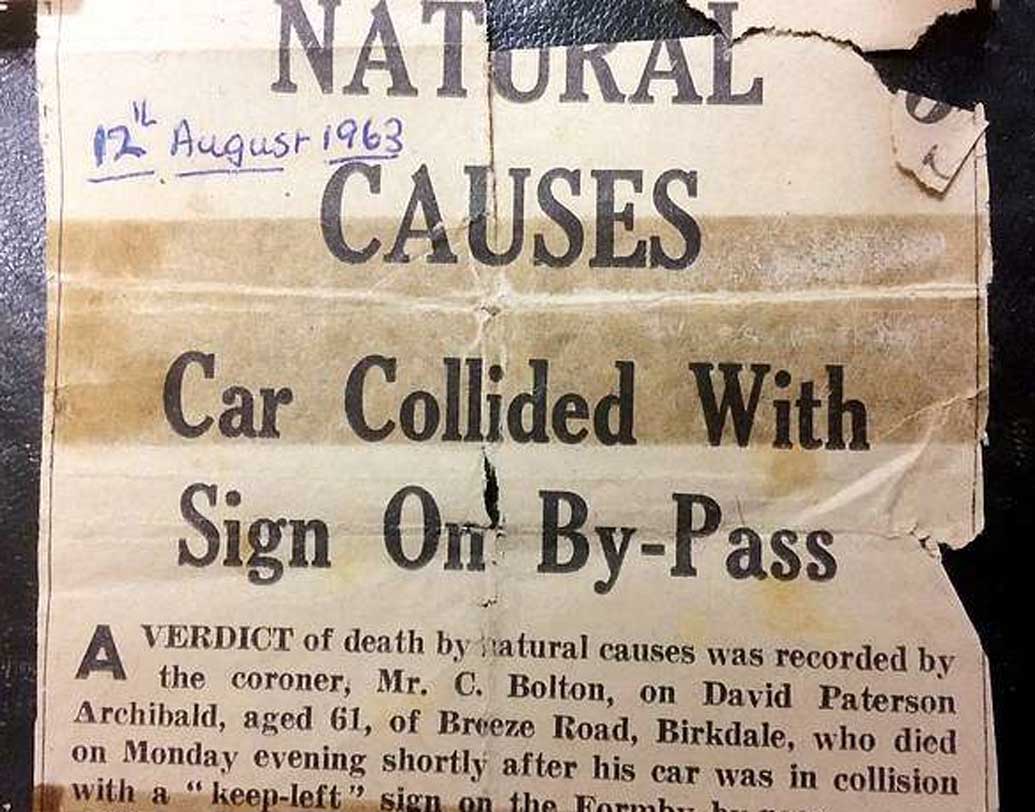 NATURAL
12th August 1963
CAUSES
Car Collided With
Sign On By-Pass
A VERDICT of death by natural causes was recorded by
the coroner, Mr. C. Bolton, on David Paterson
Archibald, aged 61, of Breeze Road, Birkdale, who died
on Monday evening shortly after his car was in collision
with a “ keep-left ” sign on the Formby